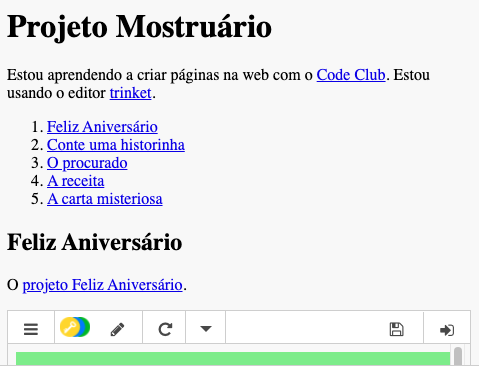 Projeto Mostruário
Estou aprendendo a criar páginas na web com o Code Club. Estou
usando o editor trinket.
1. Feliz Aniversário
2. Conte uma historinha
3. O procurado
4. A receita
5. A carta misteriosa
Feliz Aniversário
O projeto Feliz Aniversário.